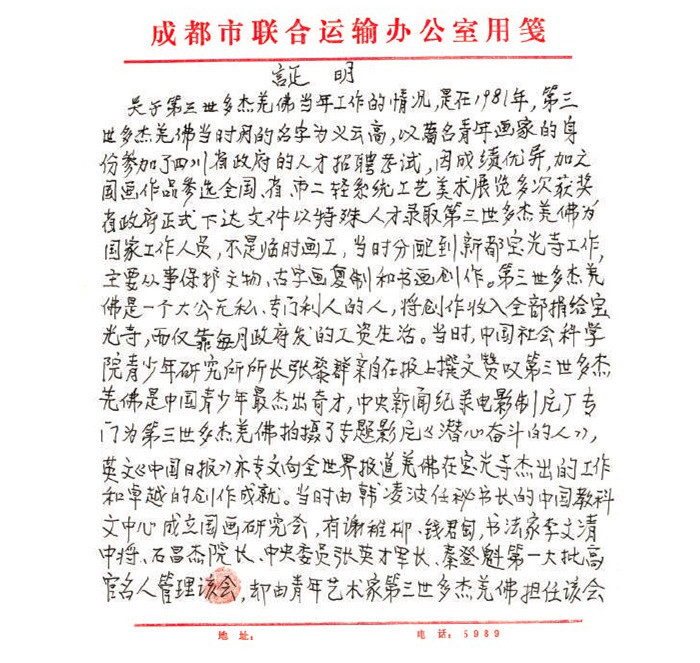 成都市联合运输办公室用笺
証 明
关于第三世多杰羌佛当年工作的情况，是在1981年，第三
世多杰羌佛当时用的名字为义云高，以著名青年画家的身
份参加了四川省政府的人才招聘考试，因成绩优异，加之
国画作品参选全国、省、市二轻系统工艺美术展览多次获奖
省政府正式下达文件以特殊人才录取第三世多杰羌佛为
国家工作人员，不是临时画工，当时分配到新都宝光寺工作，
主要从事保护文物、古字画复制和书画创作。第三世多杰羌
佛是一个大公无私、专门利人的人，将创作收入全部捐给宝
光寺，而仅靠每月政府发的工资生活。当时，中国社会科学
院青少年研究所所长张黎群亲自在报上撰文赞叹第三世多杰
羌佛是中国青少年最杰出奇才，中央新闻纪录电影制片厂专
门为第三世多杰羌佛拍摄了专题影片《潜心奋斗的人》，
英文《中国日报》亦专文向全世界报道羌佛在宝光寺杰出的工作
和卓越的创作成就。当时由韩凌波任秘书长的中国教科
文中心成立国画研究会，有谢稚柳、钱君匋，书法家李文清
中将、石昌杰院长、中央委员张英才军长、秦登魁第一大批高
官名人管理该会，却由青年艺术家第三世多杰羌佛担任该会
地 址： 电 话：5989